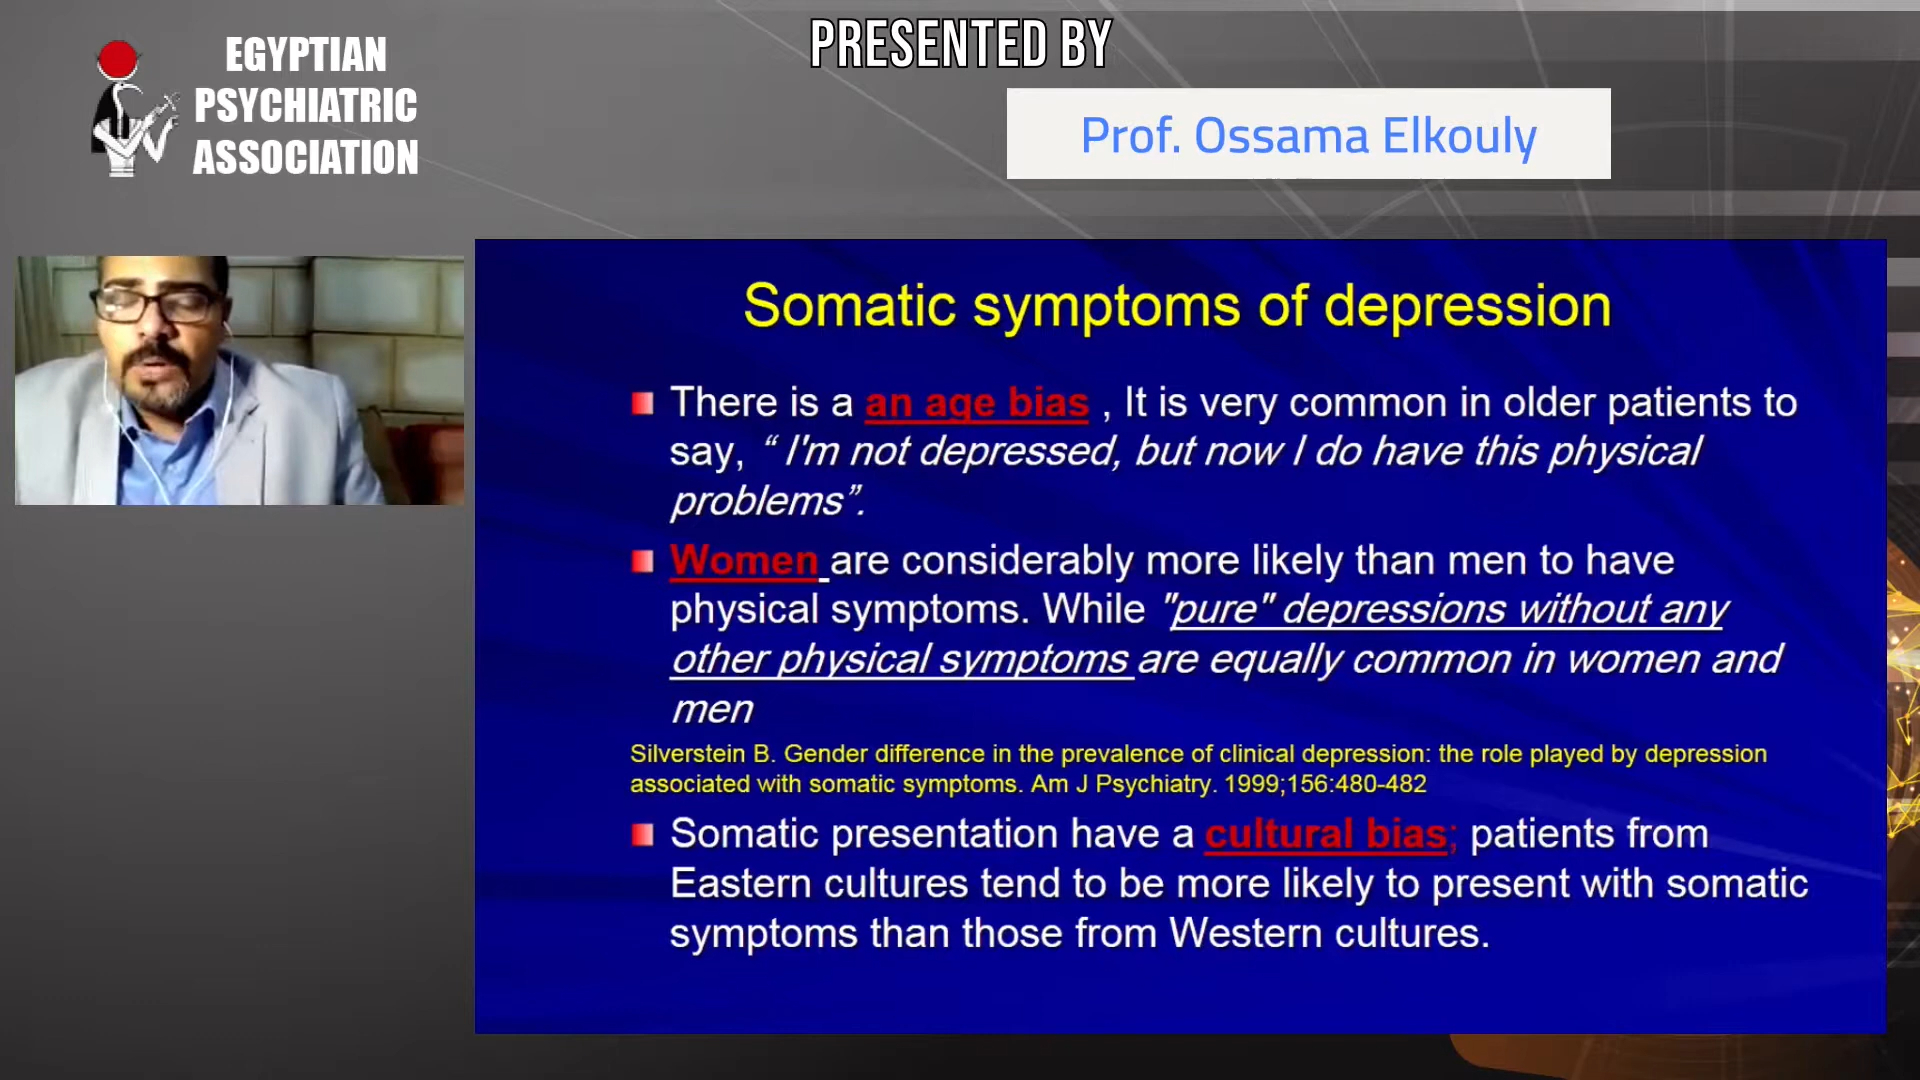 PRESENTED BY
EGYPTIAN
PSYCHIATRIC
ASSOCIATION
Prof. Ossama Elkouly
Somatic symptoms of depression
There is a an age bias , It is very common in older patients to
say, “ I'm not depressed, but now I do have this physical
problems”.
Women are considerably more likely than men to have
physical symptoms. While "pure" depressions without any
other physical symptoms are equally common in women and
men
Silverstein B. Gender difference in the prevalence of clinical depression: the role played by depression
associated with somatic symptoms. Am J Psychiatry. 1999;156:480-482
Somatic presentation have a cultural bias; patients from
Eastern cultures tend to be more likely to present with somatic
symptoms than those from Western cultures.